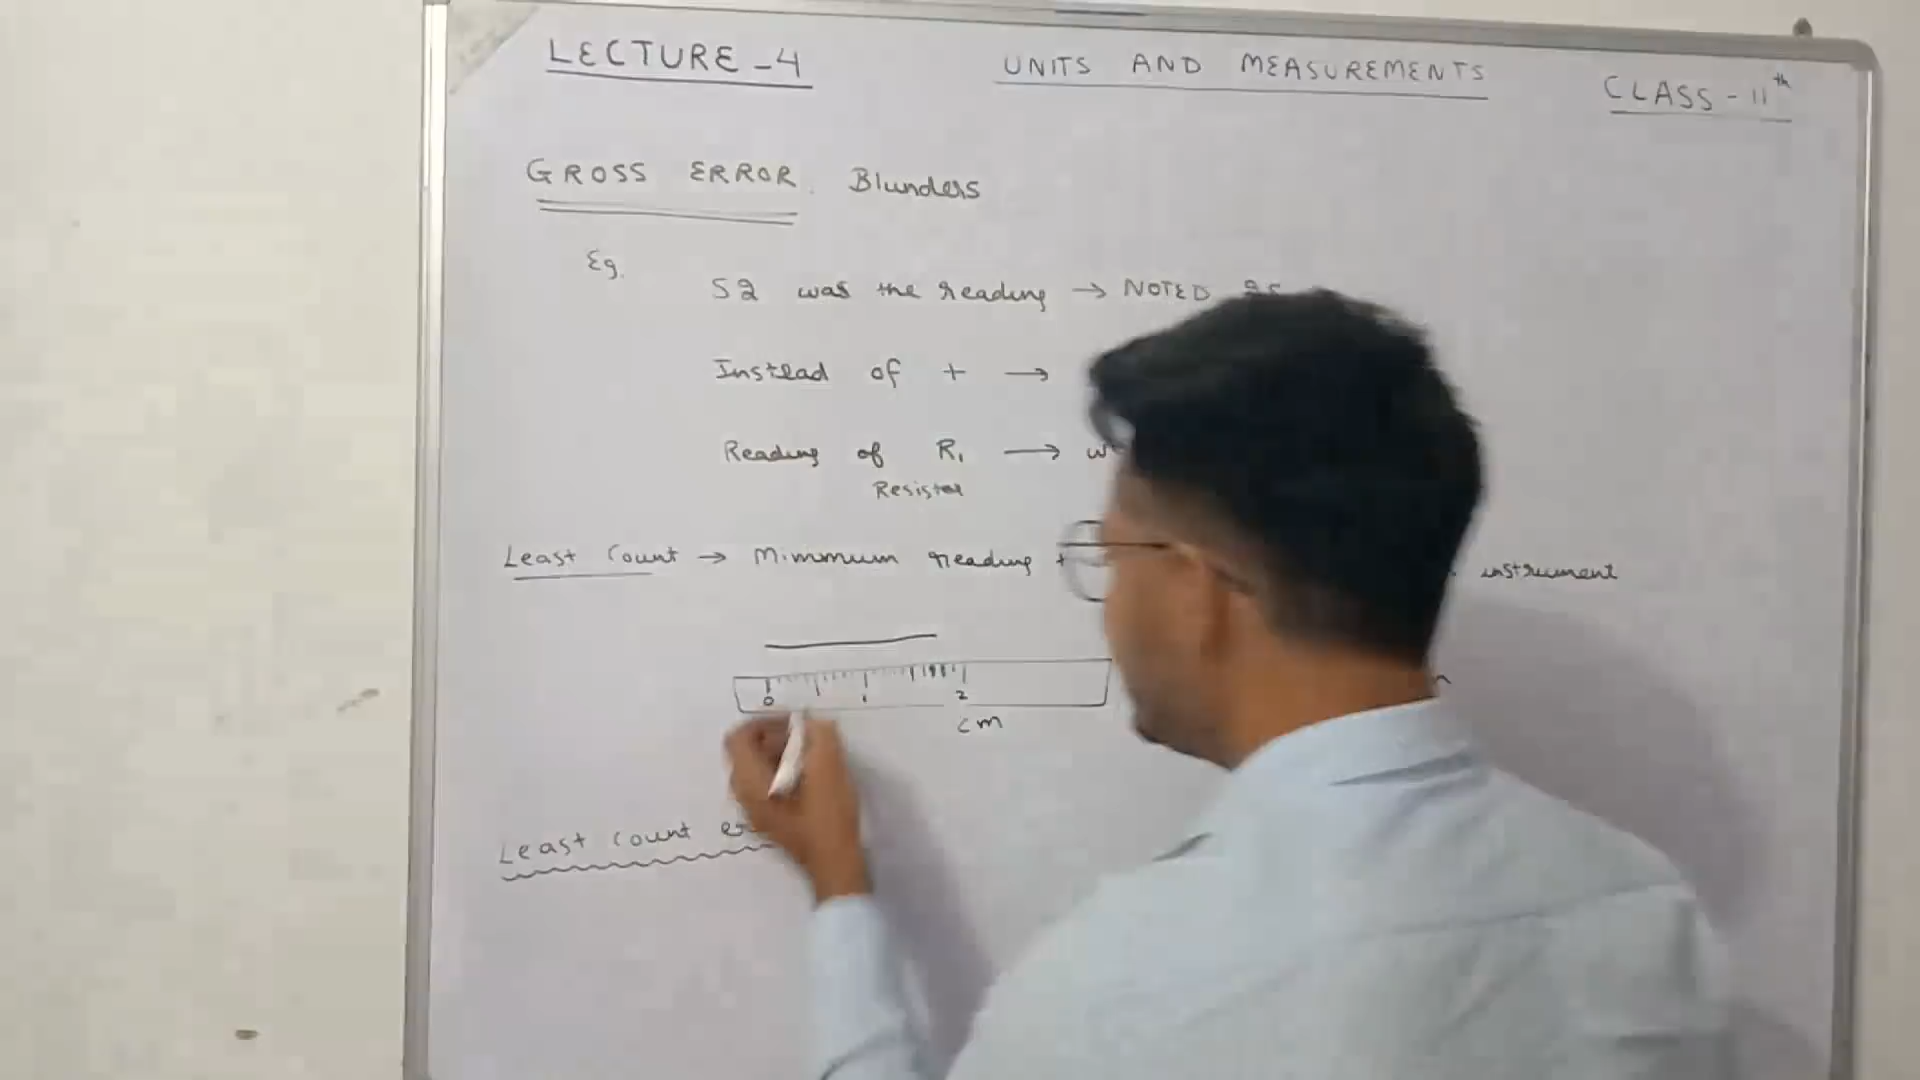 LECTURE - 4
UNITS AND MEASUREMENTS
CLASS - 11th
GROSS ERROR. Blunders
Eg.
52 was the reading → NOTED 25
Instead of + →
Reading of R1 →
Resistor
Least Count → Minimum reading
instrument
0 1 2
cm
Least count